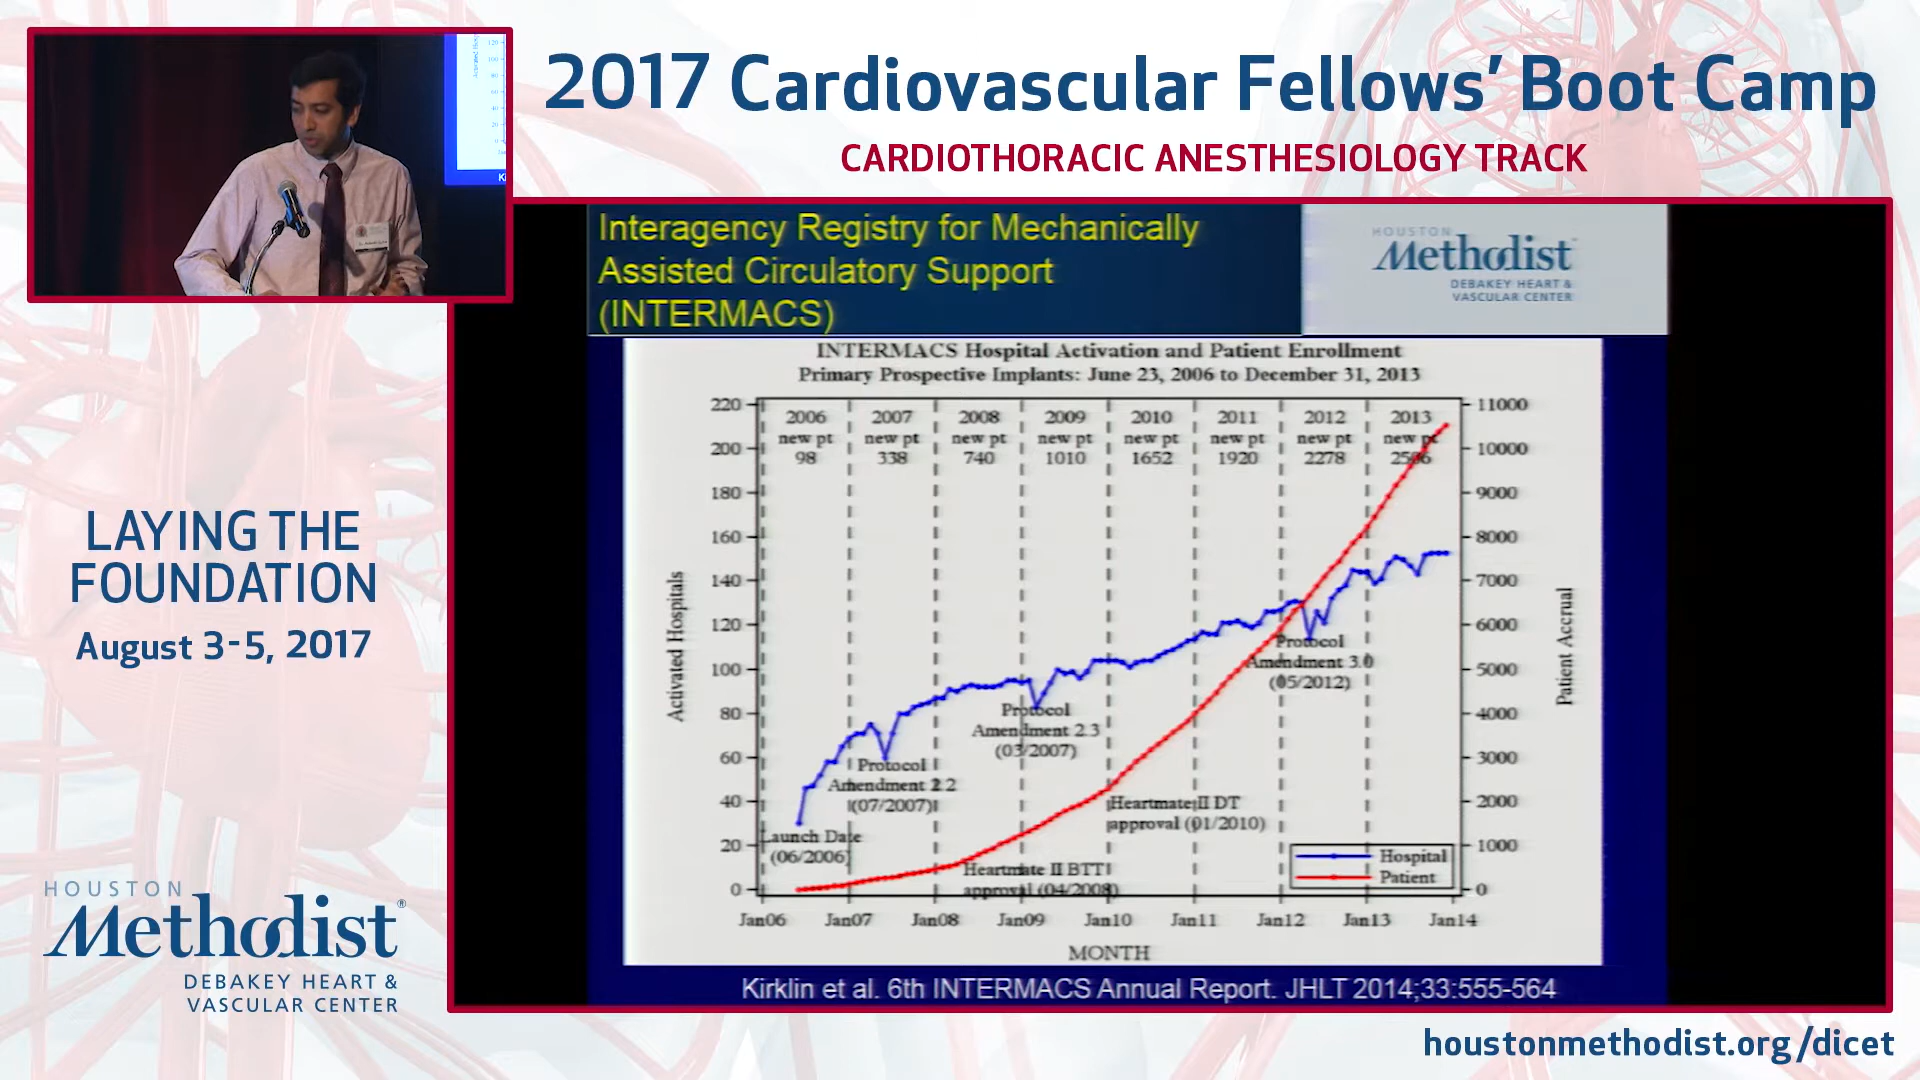 2017 Cardiovascular Fellows’ Boot Camp
CARDIOTHORACIC ANESTHESIOLOGY TRACK
Interagency Registry for Mechanically
Assisted Circulatory Support
(INTERMACS)
HOUSTON
Methodist
DEBAKEY HEART &
VASCULAR CENTER
INTERMACS Hospital Activation and Patient Enrollment
Primary Prospective Implants: June 23, 2006 to December 31, 2013
2006 2007 2008 2009 2010 2011 2012 2013
new pt new pt new pt new pt new pt new pt new pt new pt
98 338 740 1010 1652 1920 2278
220 11000
200 10000
180 9000
160 8000
140 7000
120 6000
100 5000
80 4000
60 3000
40 2000
20 1000
0 0
Activated Hospitals
Patient Accrual
Protocol
Amendment 3.0
(05/2012)
Protocol
Amendment 2.3
(03/2007)
Protocol
Amendment 2.2
(07/2007)
Heartmate II DT
approval (01/2010)
Launch Date
(06/2006)
Heartmate II BTT
approval (04/2008)
Hospital
Patient
Jan06 Jan07 Jan08 Jan09 Jan10 Jan11 Jan12 Jan13 Jan14
MONTH
Kirklin et al. 6th INTERMACS Annual Report. JHLT 2014;33:555-564
LAYING THE
FOUNDATION
August 3-5, 2017
HOUSTON
Methodist®
DEBAKEY HEART &
VASCULAR CENTER
houstonmethodist.org/dicet